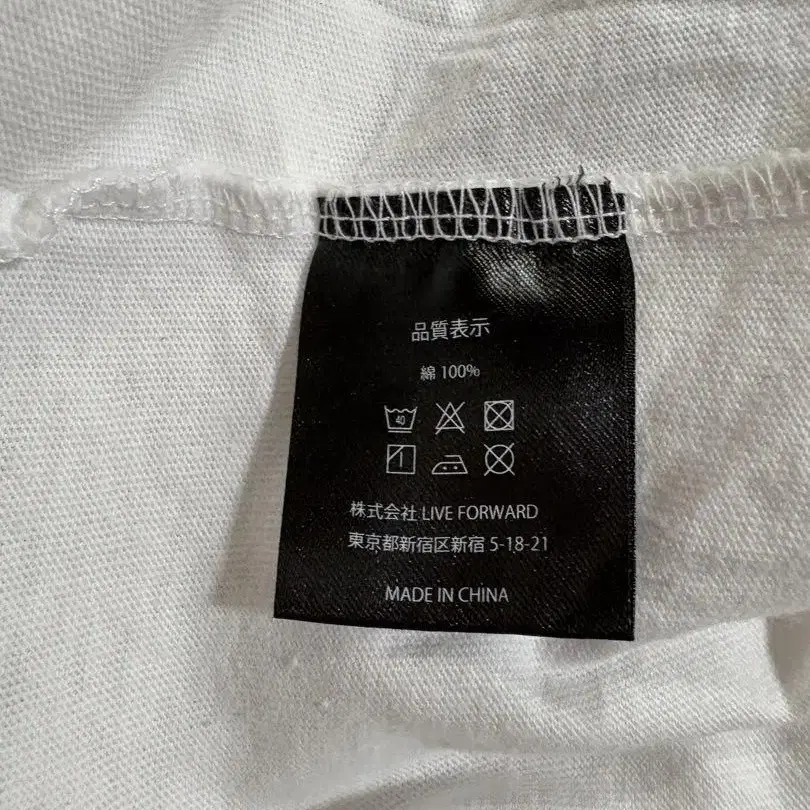 品質表示
綿 100%
40
株式会社 LIVE FORWARD
東京都新宿区新宿 5-18-21
MADE IN CHINA